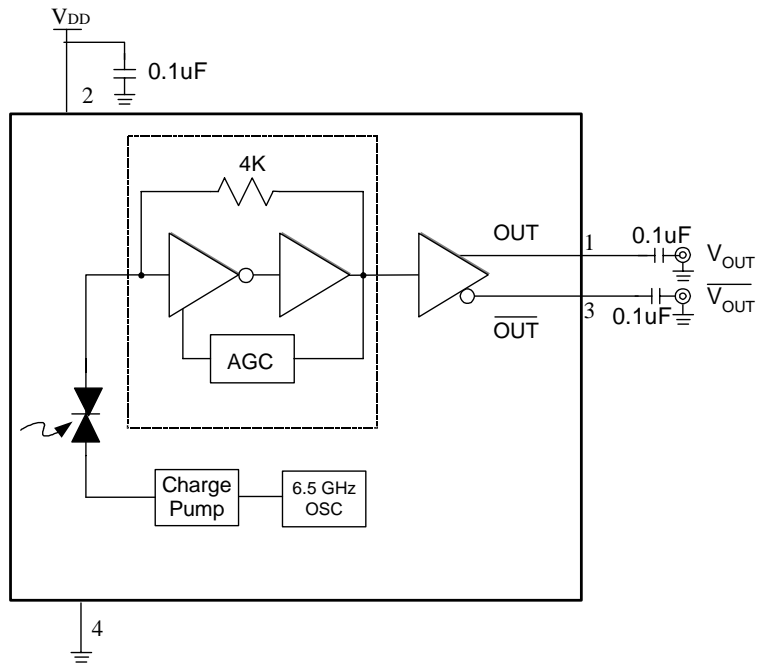 VDD
0.1uF
2
4K
OUT
1
0.1uF
VOUT
OUT
3
0.1uF
VOUT
AGC
Charge
Pump
6.5 GHz
OSC
4